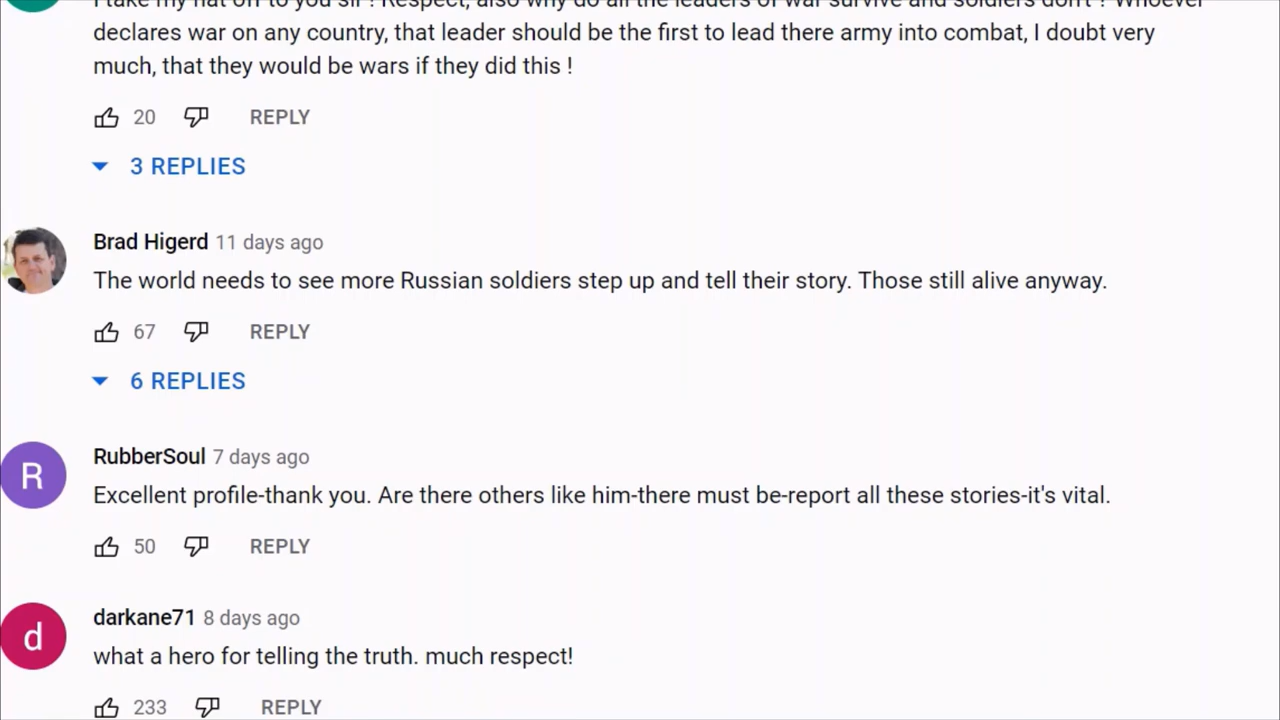 I take my hat off to you sir ! Respect, also why do all the leaders of war survive and soldiers don't ? Whoever
declares war on any country, that leader should be the first to lead there army into combat, I doubt very
much, that they would be wars if they did this !
20 REPLY
3 REPLIES
Brad Higerd 11 days ago
The world needs to see more Russian soldiers step up and tell their story. Those still alive anyway.
67 REPLY
6 REPLIES
R
RubberSoul 7 days ago
Excellent profile-thank you. Are there others like him-there must be-report all these stories-it's vital.
50 REPLY
d
darkane71 8 days ago
what a hero for telling the truth. much respect!
233 REPLY